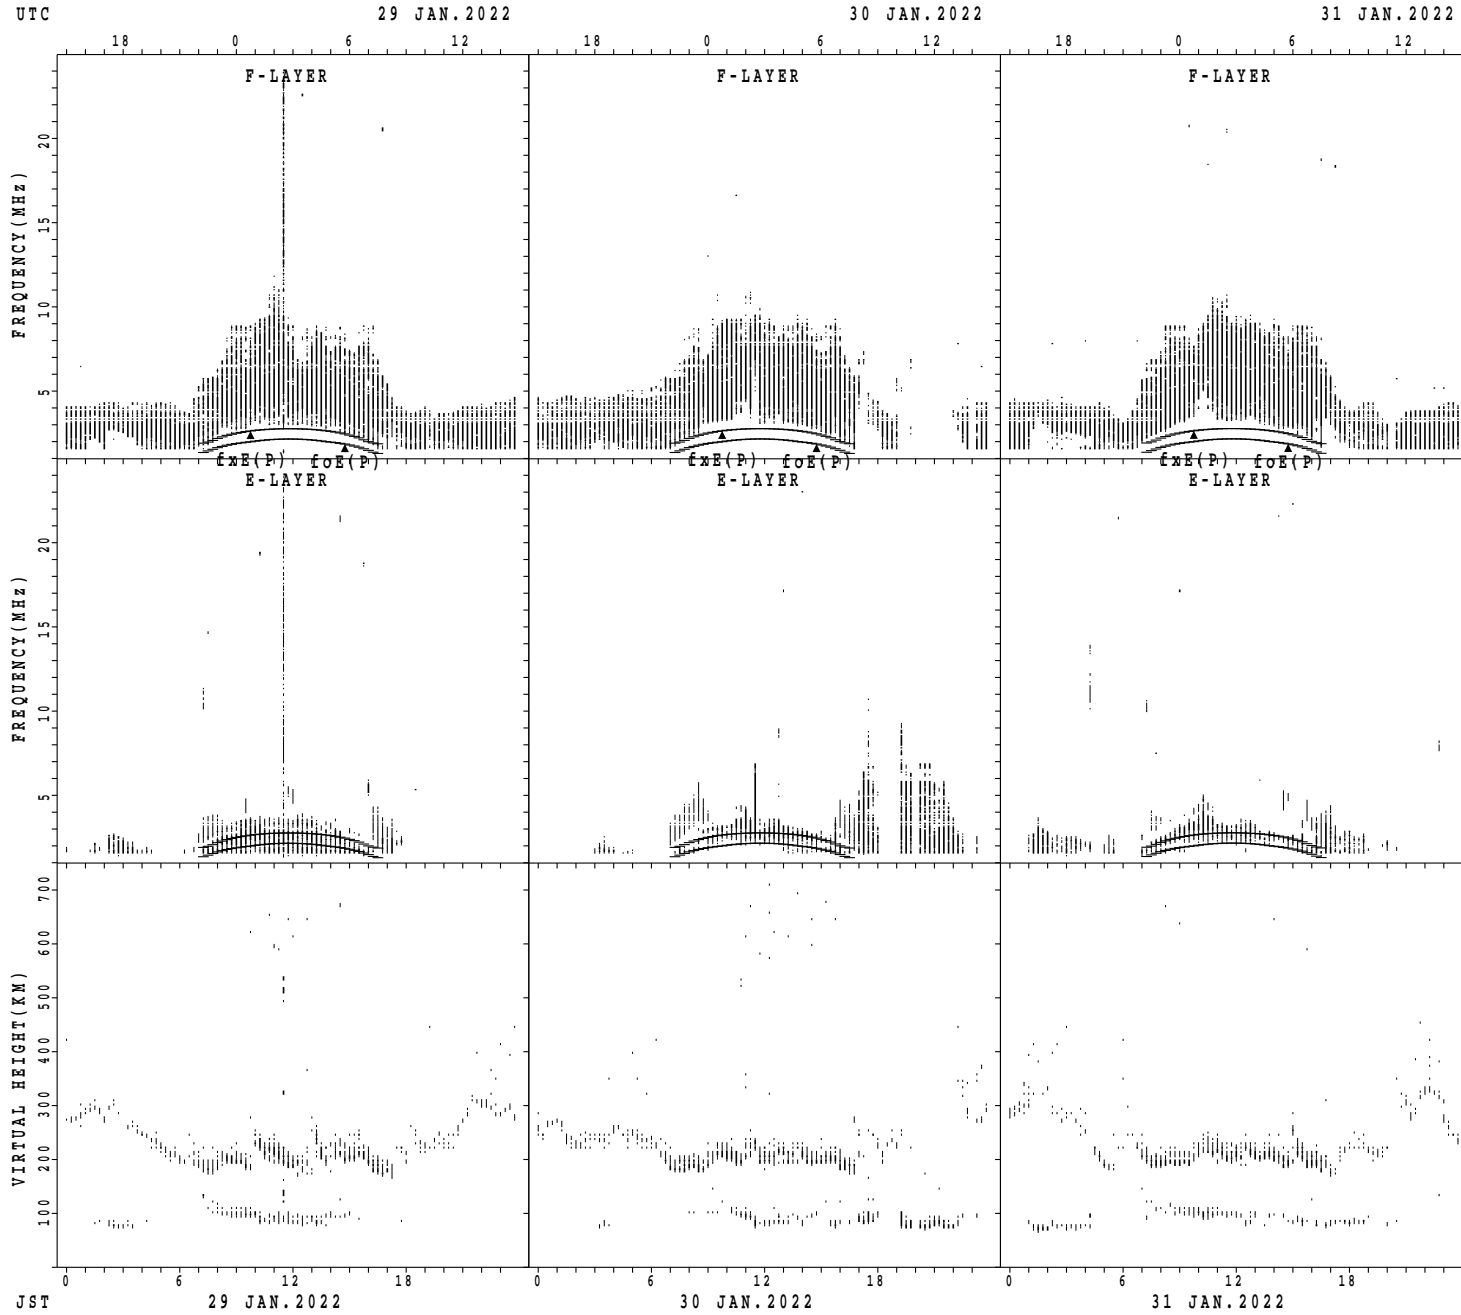 UTC 29 JAN.2022 30 JAN.2022 31 JAN.2022
18 0 6 12 18 0 6 12 18 0 6 12
F-LAYER F-LAYER F-LAYER
FREQUENCY(MHz)
20
15
10
5
fxE(P) foE(P) fxE(P) foE(P) fxE(P) foE(P)
E-LAYER E-LAYER E-LAYER
FREQUENCY(MHz)
20
15
10
5
VIRTUAL HEIGHT(KM)
700
600
500
400
300
200
100
0 6 12 18 0 6 12 18 0 6 12 18
JST 29 JAN.2022 30 JAN.2022 31 JAN.2022